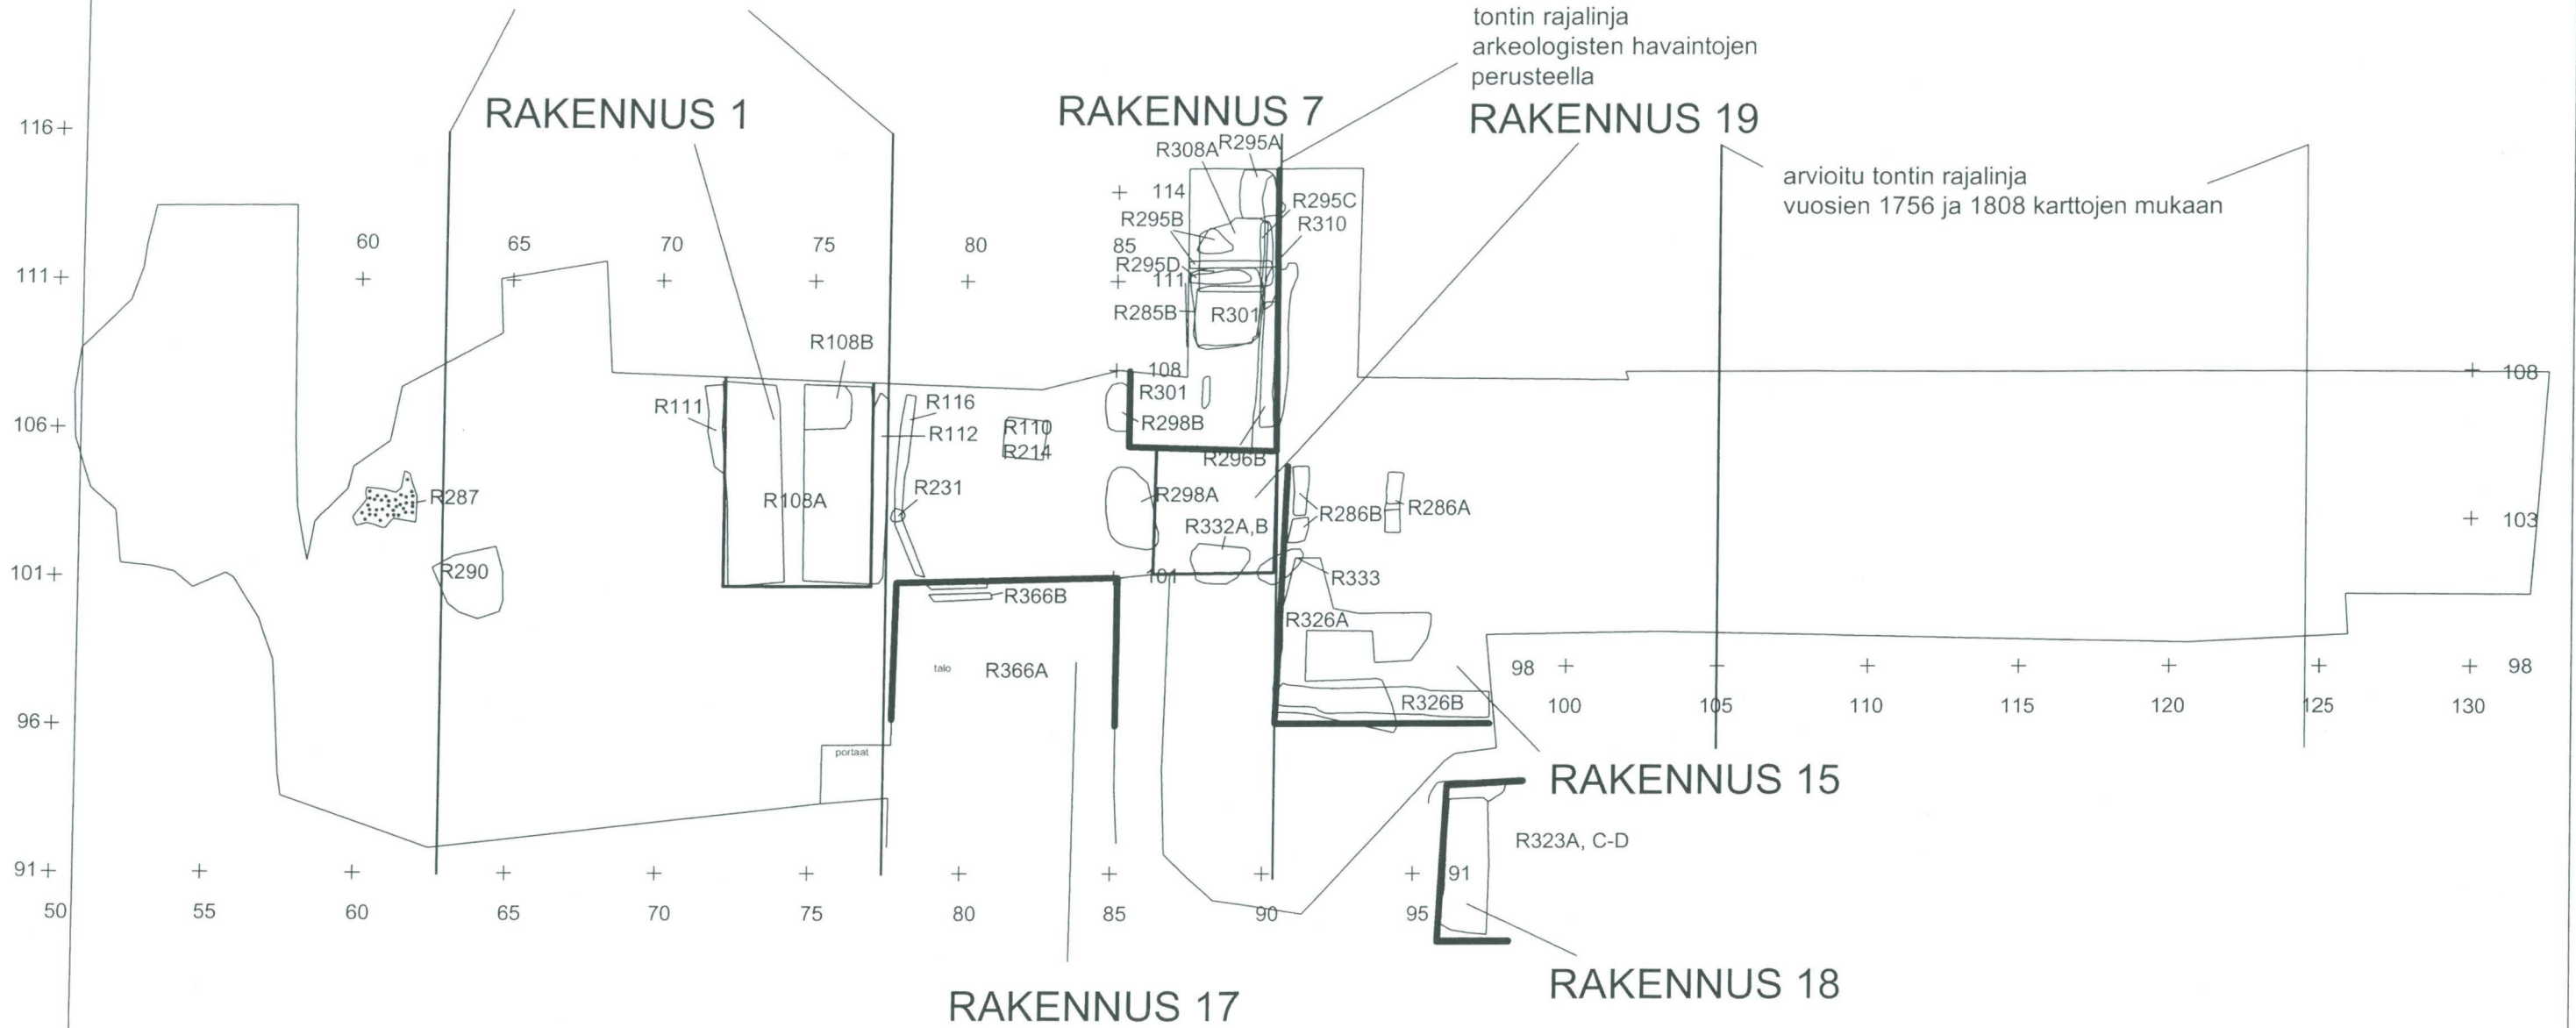 tontin rajalinja
arkeologisten havaintojen
perusteella
RAKENNUS 1
RAKENNUS 7
RAKENNUS 19
116+
R308A
R295A
arvioitu tontin rajalinja
vuosien 1756 ja 1808 karttojen mukaan
+ 114
R295C
R295B
R310
60
65
70
75
80
85
R295D
111+
111
R285B
R301
R108B
108
108
R301
R111
R116
106+
R298B
R112
R110
R214
R296B
R287
R231
R298A
R108A
R286B
R286A
R332A,B
103
101+
R290
101
R333
R366B
R326A
talo
R366A
98
98
R326B
96+
100
105
110
115
120
125
130
portaat
RAKENNUS 15
R323A, C-D
91+
91
50
55
60
65
70
75
80
85
90
95
RAKENNUS 18
RAKENNUS 17